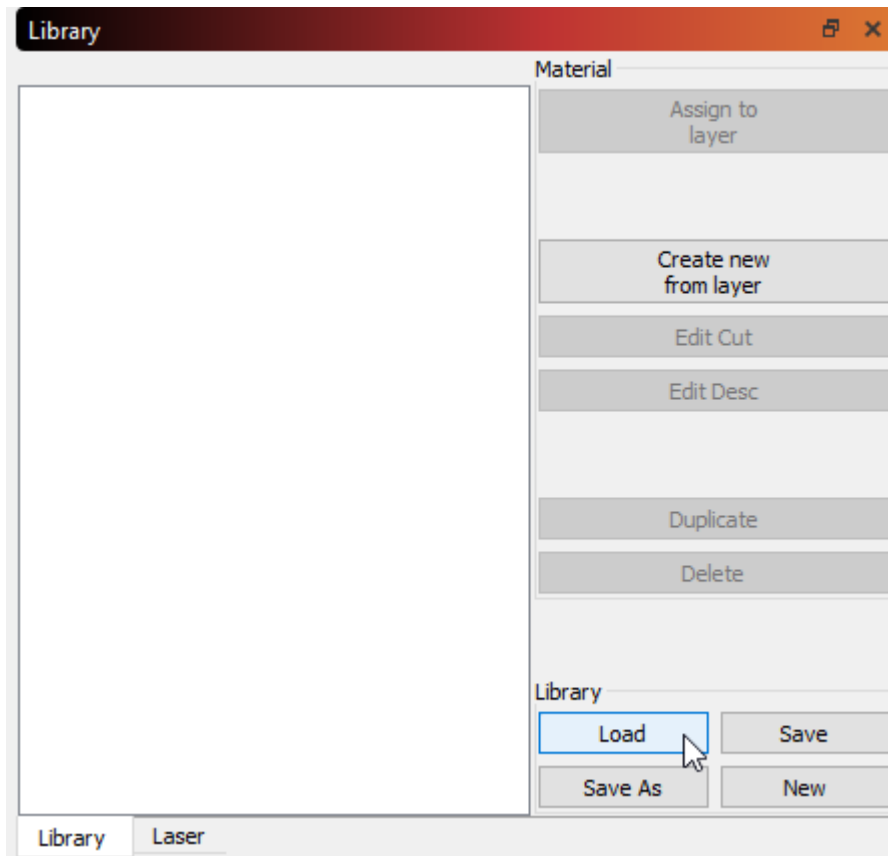 Library
Material
Assign to
layer
Create new
from layer
Edit Cut
Edit Desc
Duplicate
Delete
Library
Load
Save
Save As
New
Library
Laser